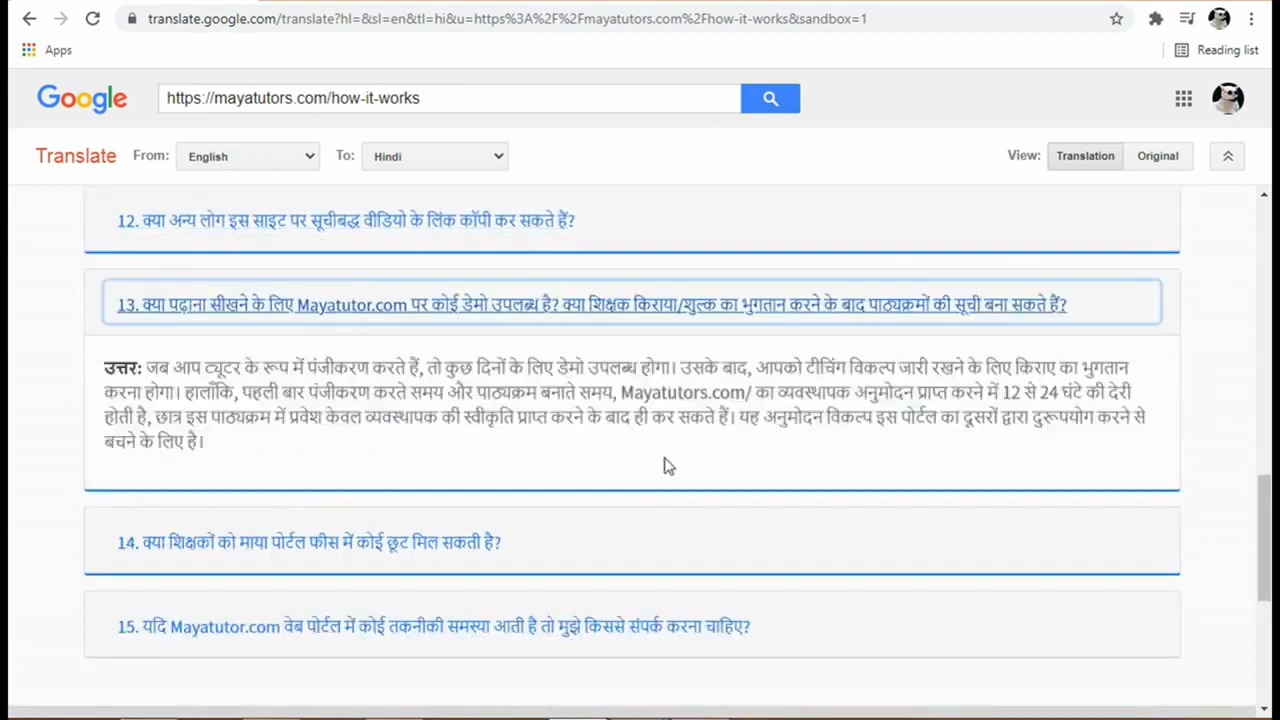 translate.google.com/translate?hl=&sl=en&tl=hi&u=https%3A%2F%2Fmayatutors.com%2Fhow-it-works&sandbox=1
Apps
Reading list
Google
https://mayatutors.com/how-it-works
Translate From: English To: Hindi View: Translation Original
12. क्या अन्य लोग इस साइट पर सूचीबद्ध वीडियो के लिंक कॉपी कर सकते हैं?
13. क्या पढ़ाना सीखने के लिए Mayatutor.com पर कोई डेमो उपलब्ध है? क्या शिक्षक किराया/शुल्क का भुगतान करने के बाद पाठ्यक्रमों की सूची बना सकते हैं?
उत्तर: जब आप ट्यूटर के रूप में पंजीकरण करते हैं, तो कुछ दिनों के लिए डेमो उपलब्ध होगा। उसके बाद, आपको टीचिंग विकल्प जारी रखने के लिए किराए का भुगतान
करना होगा। हालाँकि, पहली बार पंजीकरण करते समय और पाठ्यक्रम बनाते समय, Mayatutors.com/ का व्यवस्थापक अनुमोदन प्राप्त करने में 12 से 24 घंटे की देरी
होती है, छात्र इस पाठ्यक्रम में प्रवेश केवल व्यवस्थापक की स्वीकृति प्राप्त करने के बाद ही कर सकते हैं। यह अनुमोदन विकल्प इस पोर्टल का दूसरों द्वारा दुरूपयोग करने से
बचने के लिए है।
14. क्या शिक्षकों को माया पोर्टल फीस में कोई छूट मिल सकती है?
15. यदि Mayatutor.com वेब पोर्टल में कोई तकनीकी समस्या आती है तो मुझे किससे संपर्क करना चाहिए?